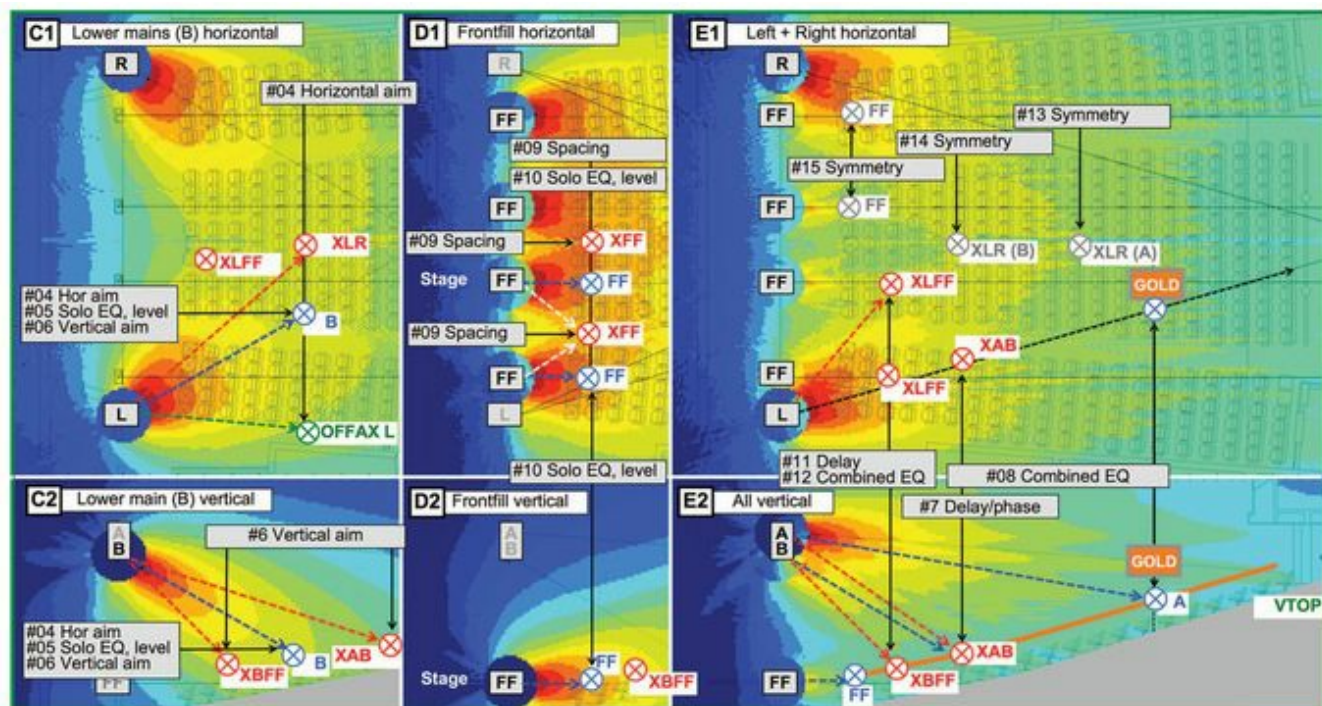 C1 Lower mains (B) horizontal
R
#04 Horizontal aim
XLFF
XLR
#04 Hor aim
#05 Solo EQ, level
#06 Vertical aim
B
L
OFFAX L
D1 Frontfill horizontal
R
FF
#09 Spacing
#10 Solo EQ, level
FF
#09 Spacing
XFF
Stage
FF
FF
#09 Spacing
XFF
FF
FF
L
#10 Solo EQ, level
E1 Left + Right horizontal
R
FF
FF
#13 Symmetry
#14 Symmetry
#15 Symmetry
FF
FF
XLR (B)
XLR (A)
FF
XLFF
GOLD
XAB
FF
XLFF
L
#11 Delay
#12 Combined EQ
#08 Combined EQ
#7 Delay/phase
C2 Lower main (B) vertical
A
B
#6 Vertical aim
#04 Hor aim
#05 Solo EQ, level
#06 Vertical aim
XBFF
B
XAB
FF
D2 Frontfill vertical
A
B
FF
Stage
FF
XBFF
E2 All vertical
A
B
GOLD
A
VTOP
XAB
FF
FF
XBFF